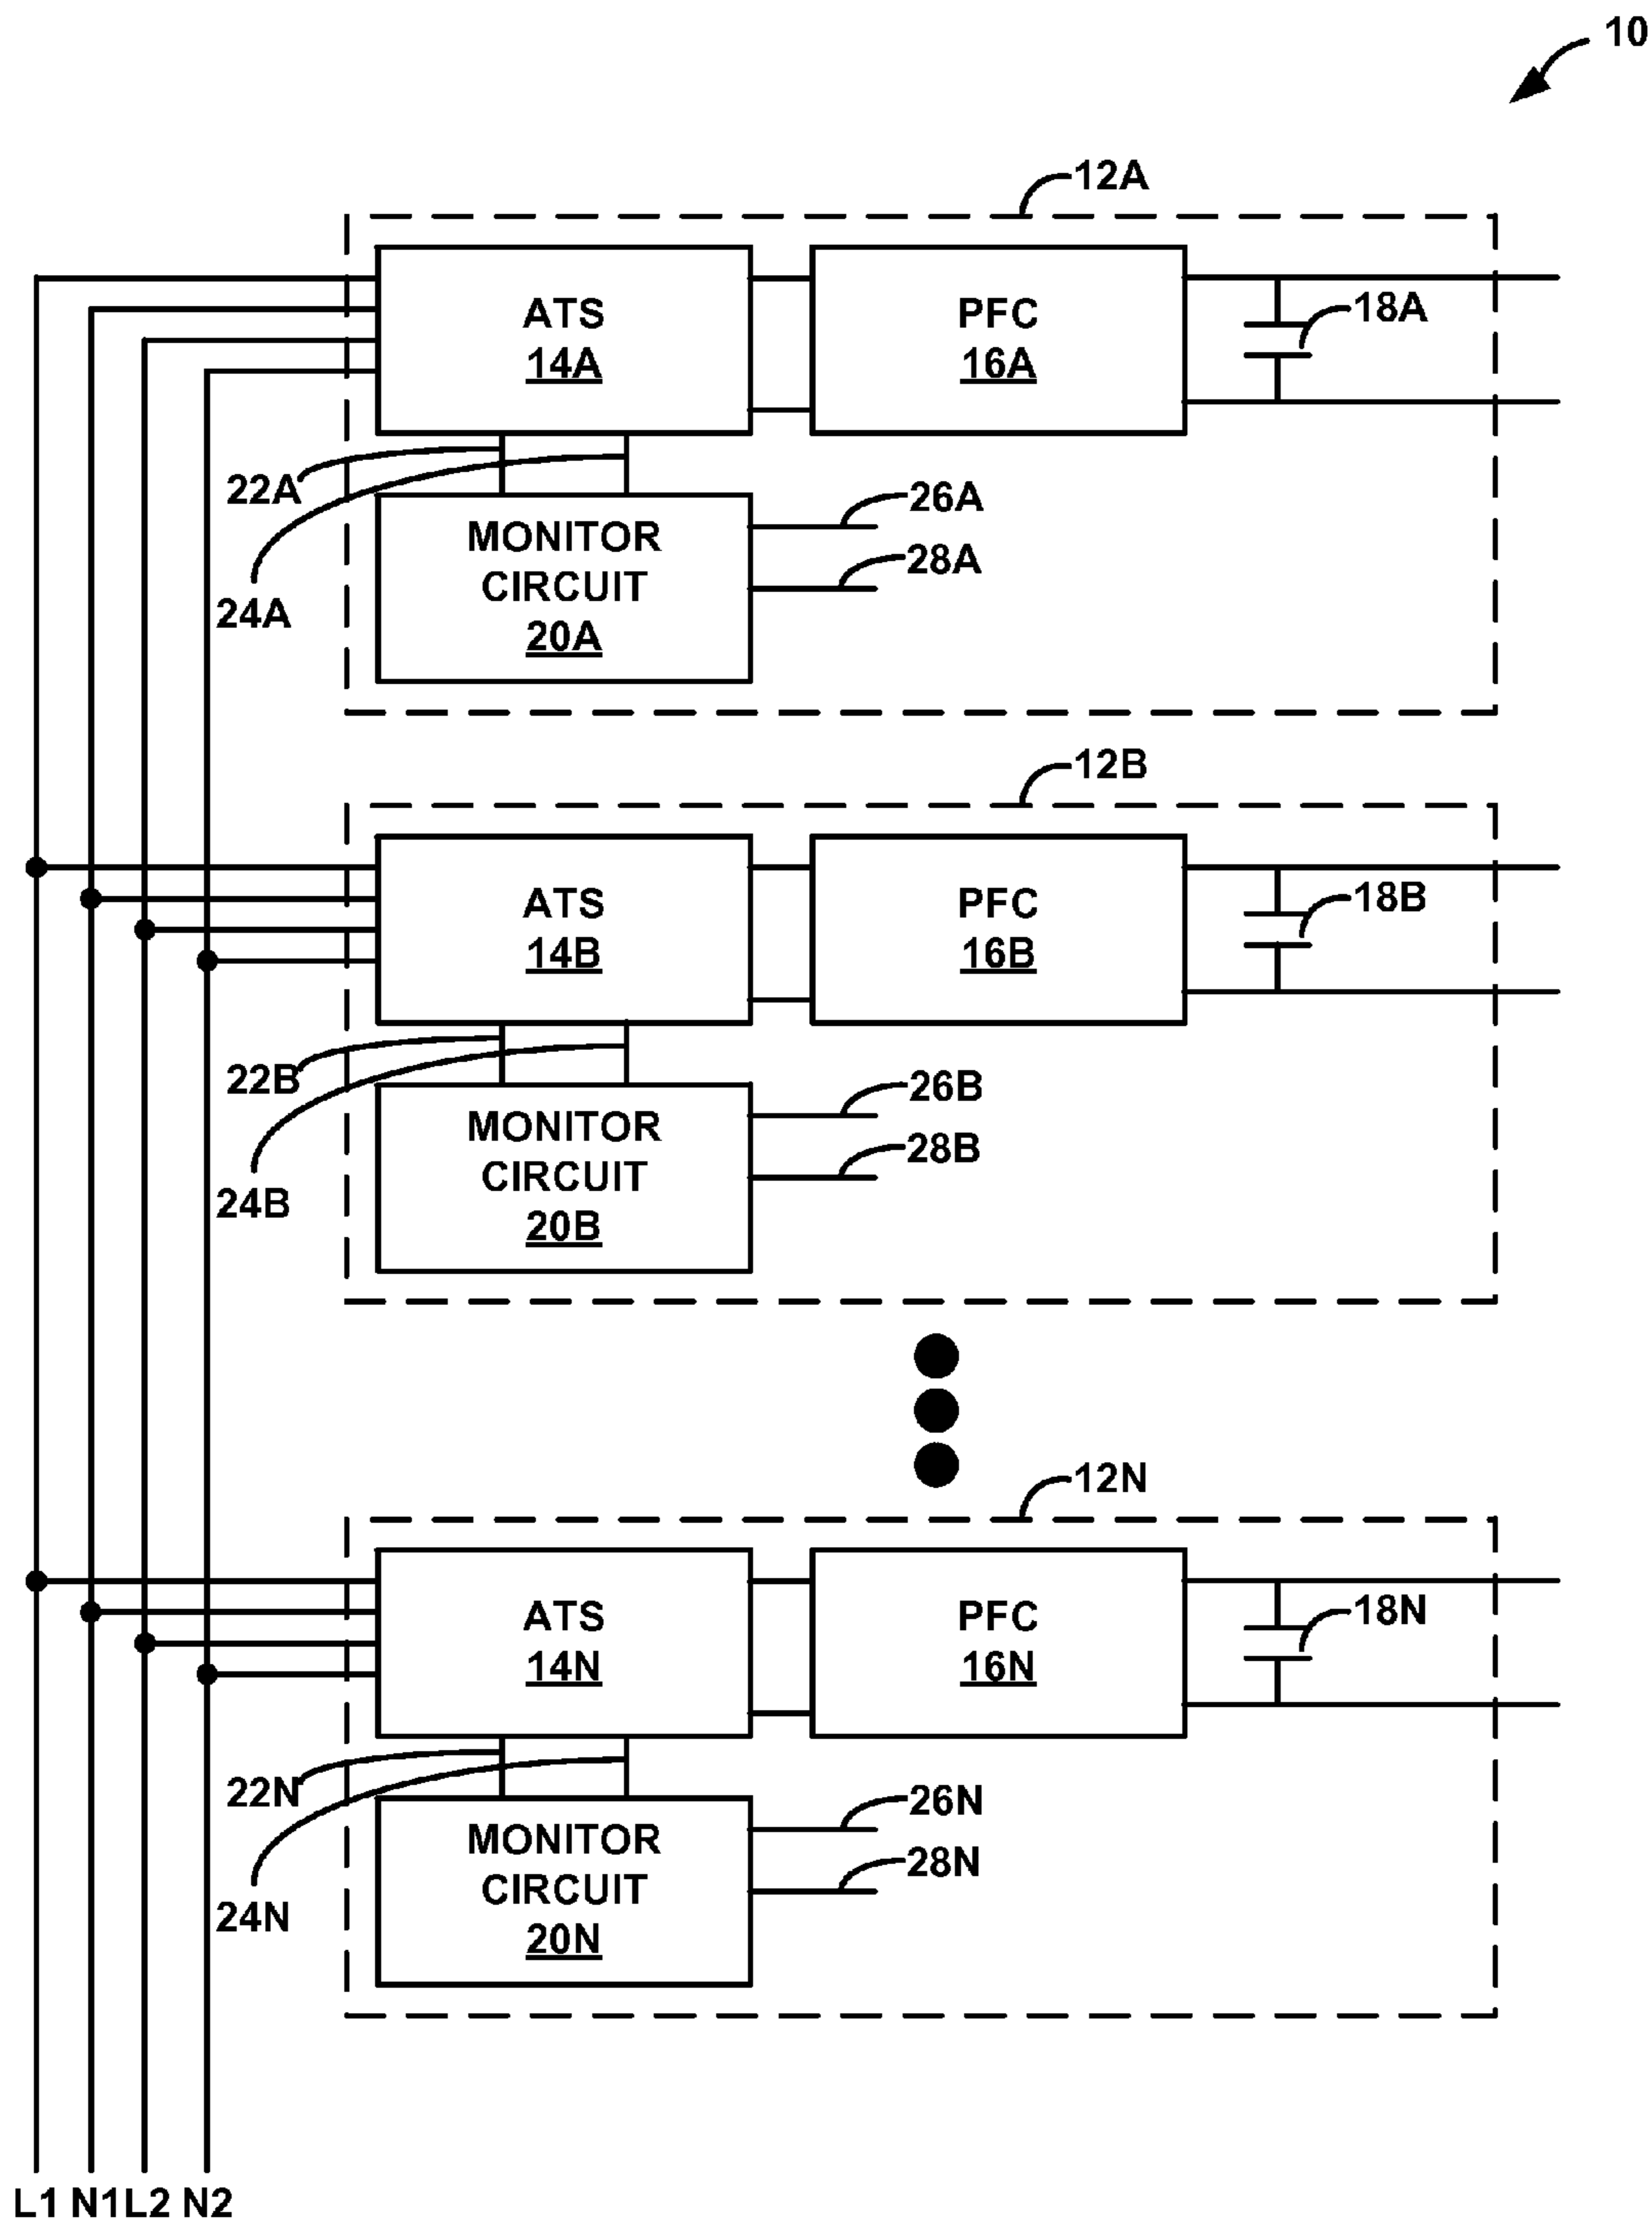 10
12A
ATS
14A
PFC
16A
18A
22A
24A
MONITOR
CIRCUIT
20A
26A
28A
12B
ATS
14B
PFC
16B
18B
22B
24B
MONITOR
CIRCUIT
20B
26B
28B
12N
ATS
14N
PFC
16N
18N
22N
24N
MONITOR
CIRCUIT
20N
26N
28N
L1 N1 L2 N2